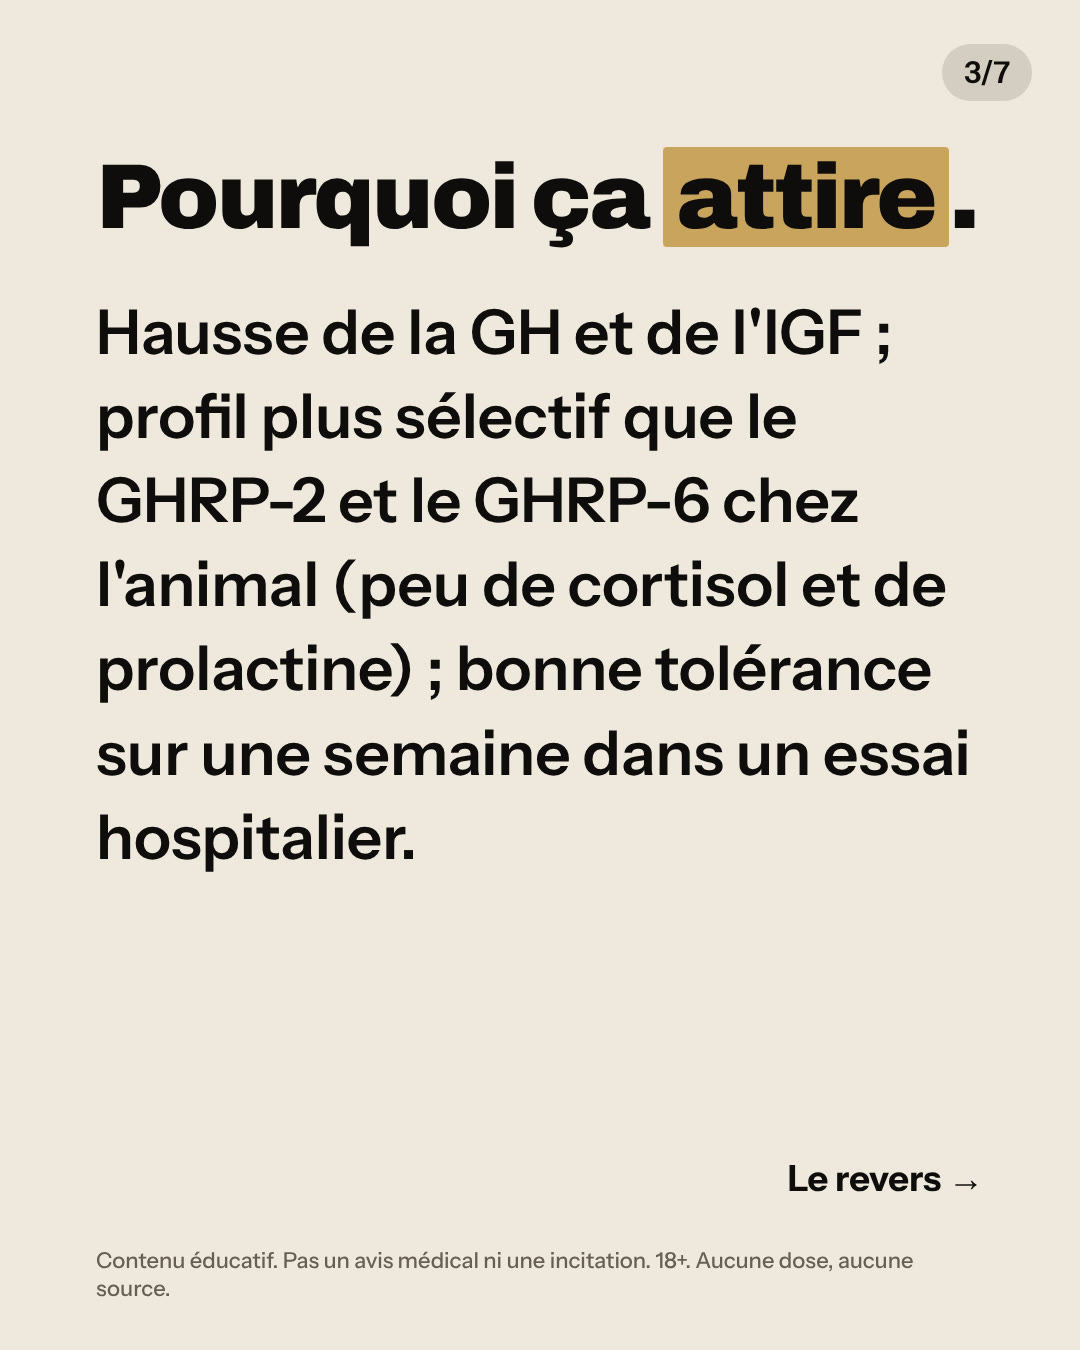 3/7
Pourquoi ça attire.
Hausse de la GH et de l'IGF ;
profil plus sélectif que le
GHRP-2 et le GHRP-6 chez
l'animal (peu de cortisol et de
prolactine) ; bonne tolérance
sur une semaine dans un essai
hospitalier.
Le revers →
Contenu éducatif. Pas un avis médical ni une incitation. 18+. Aucune dose, aucune
source.